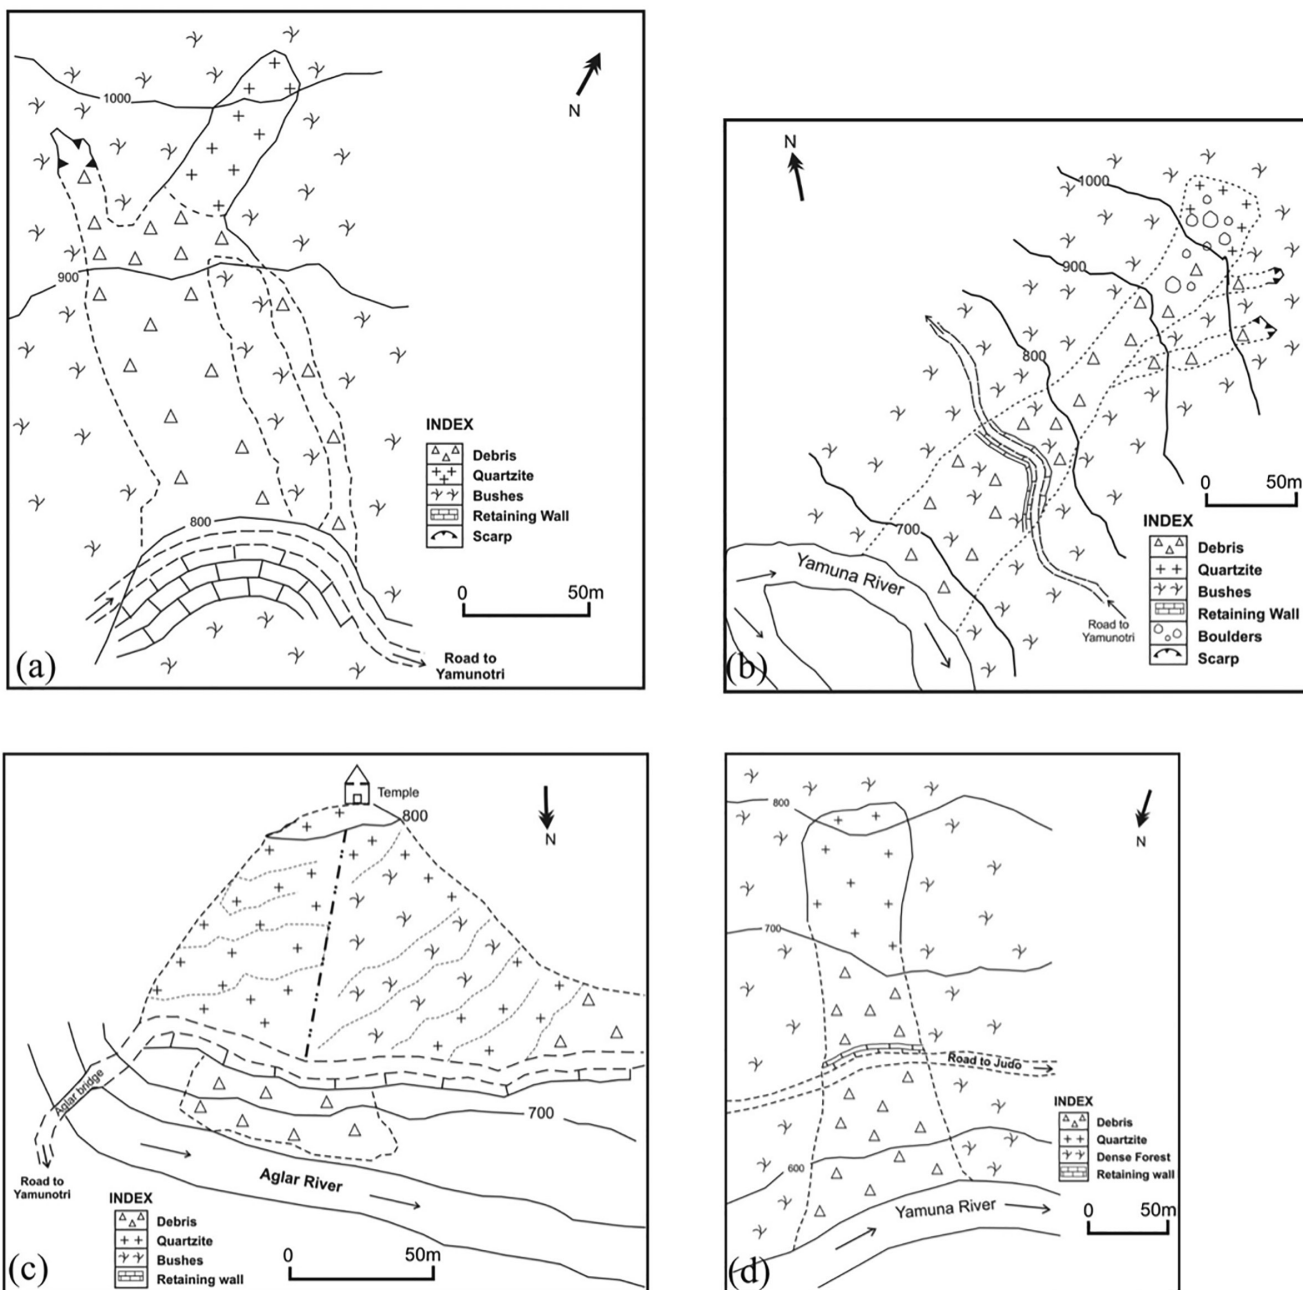 1000
N
900
INDEX
Debris
Quartzite
Bushes
Retaining Wall
Scarp
800
0 50m
(a)
Road to
Yamunotri
N
1000
900
800
0 50m
700
INDEX
Debris
Quartzite
Bushes
Retaining Wall
Boulders
Scarp
Yamuna River
Road to
Yamunotri
(b)
Temple
800
N
Aglar bridge
700
Road to
Yamunotri
Aglar River
INDEX
Debris
Quartzite
Bushes
Retaining wall
0 50m
(c)
800
N
700
Road to Judo
INDEX
Debris
Quartzite
Dense Forest
Retaining wall
600
Yamuna River
0 50m
(d)